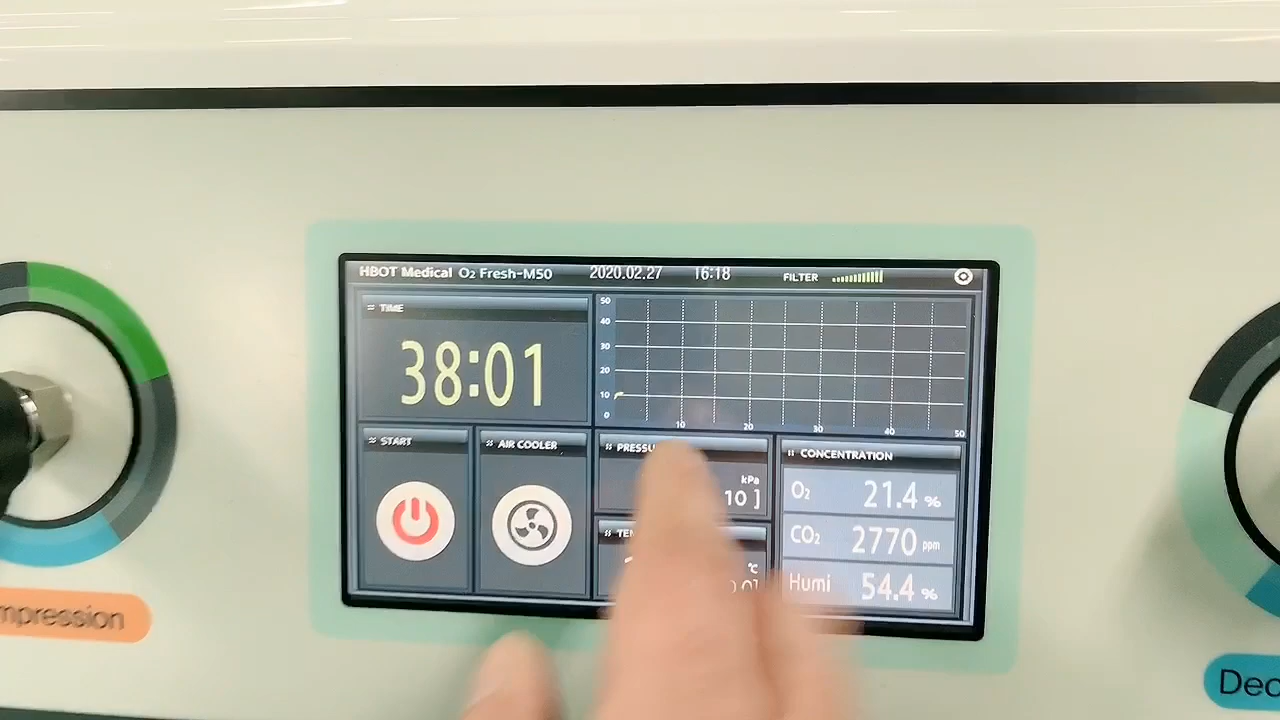 HBOT Medical O₂ Fresh-M50 2020.02.27 16:18 FILTER
TIME
38:01
50
40
30
20
10
0
10 20 30 40 50
START
AIR COOLER
kPa
10 ]
℃
CONCENTRATION
O₂ 21.4 %
CO₂ 2770 ppm
Humi 54.4 %